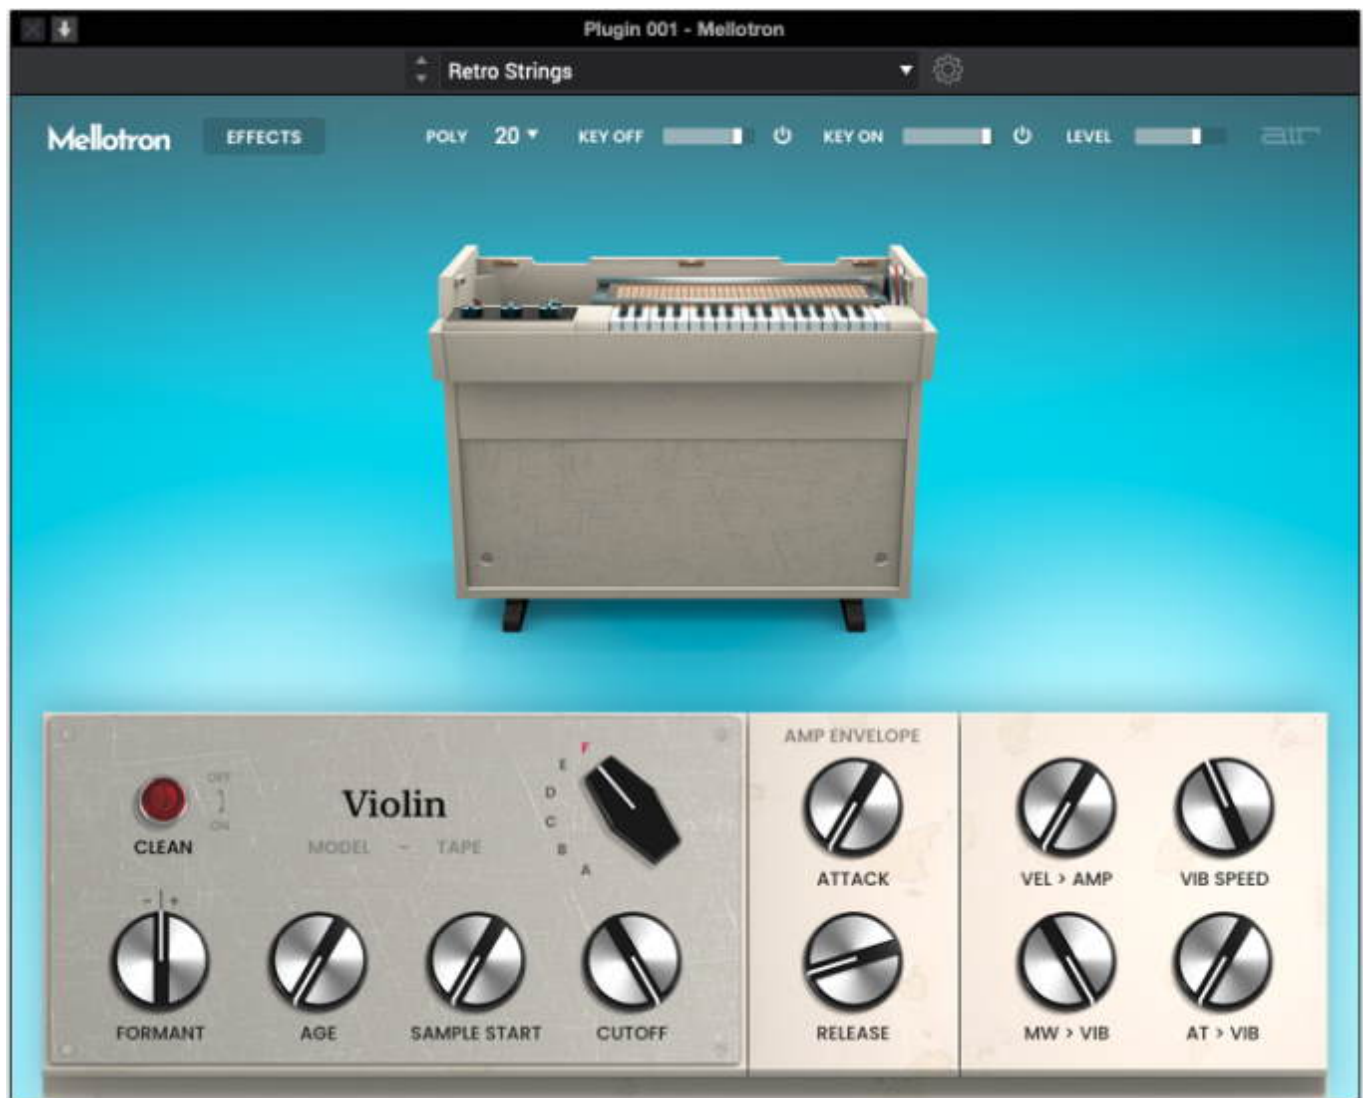 Plugin 001 - Mellotron
Retro Strings
Mellotron EFFECTS POLY 20 KEY OFF KEY ON LEVEL air
AMP ENVELOPE
E
D
C
B
A
OFF
ON
CLEAN
Violin
MODEL - TAPE
ATTACK
VEL > AMP
VIB SPEED
- +
FORMANT
AGE
SAMPLE START
CUTOFF
RELEASE
MW > VIB
AT > VIB